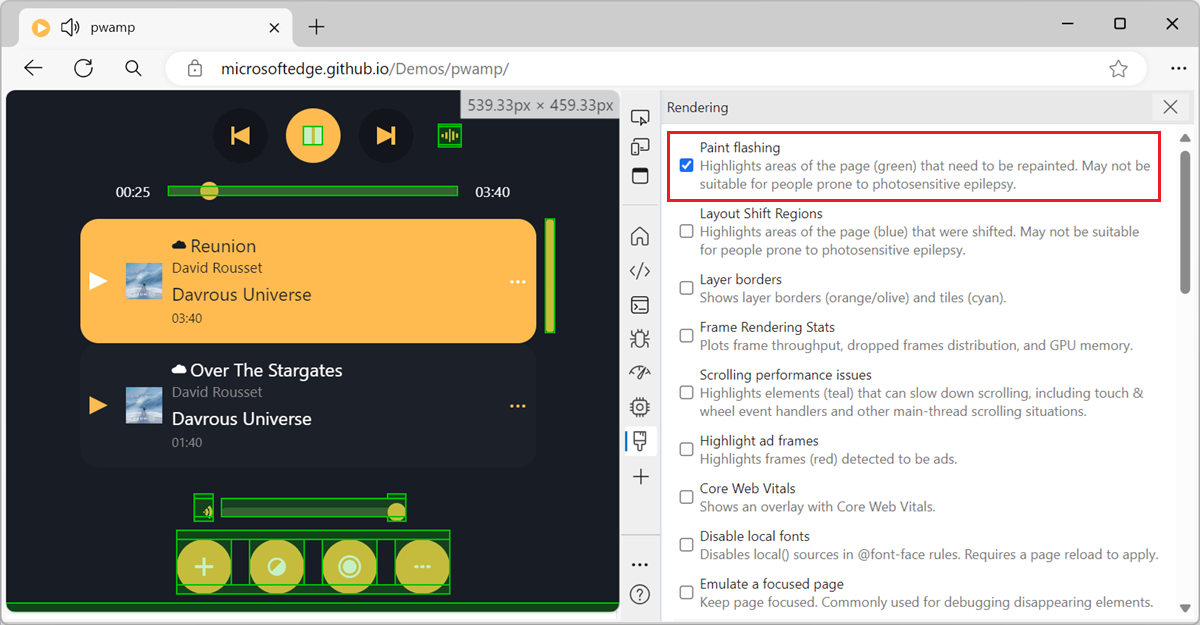 pwamp
microsoftedge.github.io/Demos/pwamp/
539.33px × 459.33px
00:25
03:40
Reunion
David Rousset
Davrous Universe
03:40
Over The Stargates
David Rousset
Davrous Universe
01:40
Rendering
Paint flashing
Highlights areas of the page (green) that need to be repainted. May not be
suitable for people prone to photosensitive epilepsy.
Layout Shift Regions
Highlights areas of the page (blue) that were shifted. May not be suitable
for people prone to photosensitive epilepsy.
Layer borders
Shows layer borders (orange/olive) and tiles (cyan).
Frame Rendering Stats
Plots frame throughput, dropped frames distribution, and GPU memory.
Scrolling performance issues
Highlights elements (teal) that can slow down scrolling, including touch &
wheel event handlers and other main-thread scrolling situations.
Highlight ad frames
Highlights frames (red) detected to be ads.
Core Web Vitals
Shows an overlay with Core Web Vitals.
Disable local fonts
Disables local() sources in @font-face rules. Requires a page reload to apply.
Emulate a focused page
Keep page focused. Commonly used for debugging disappearing elements.